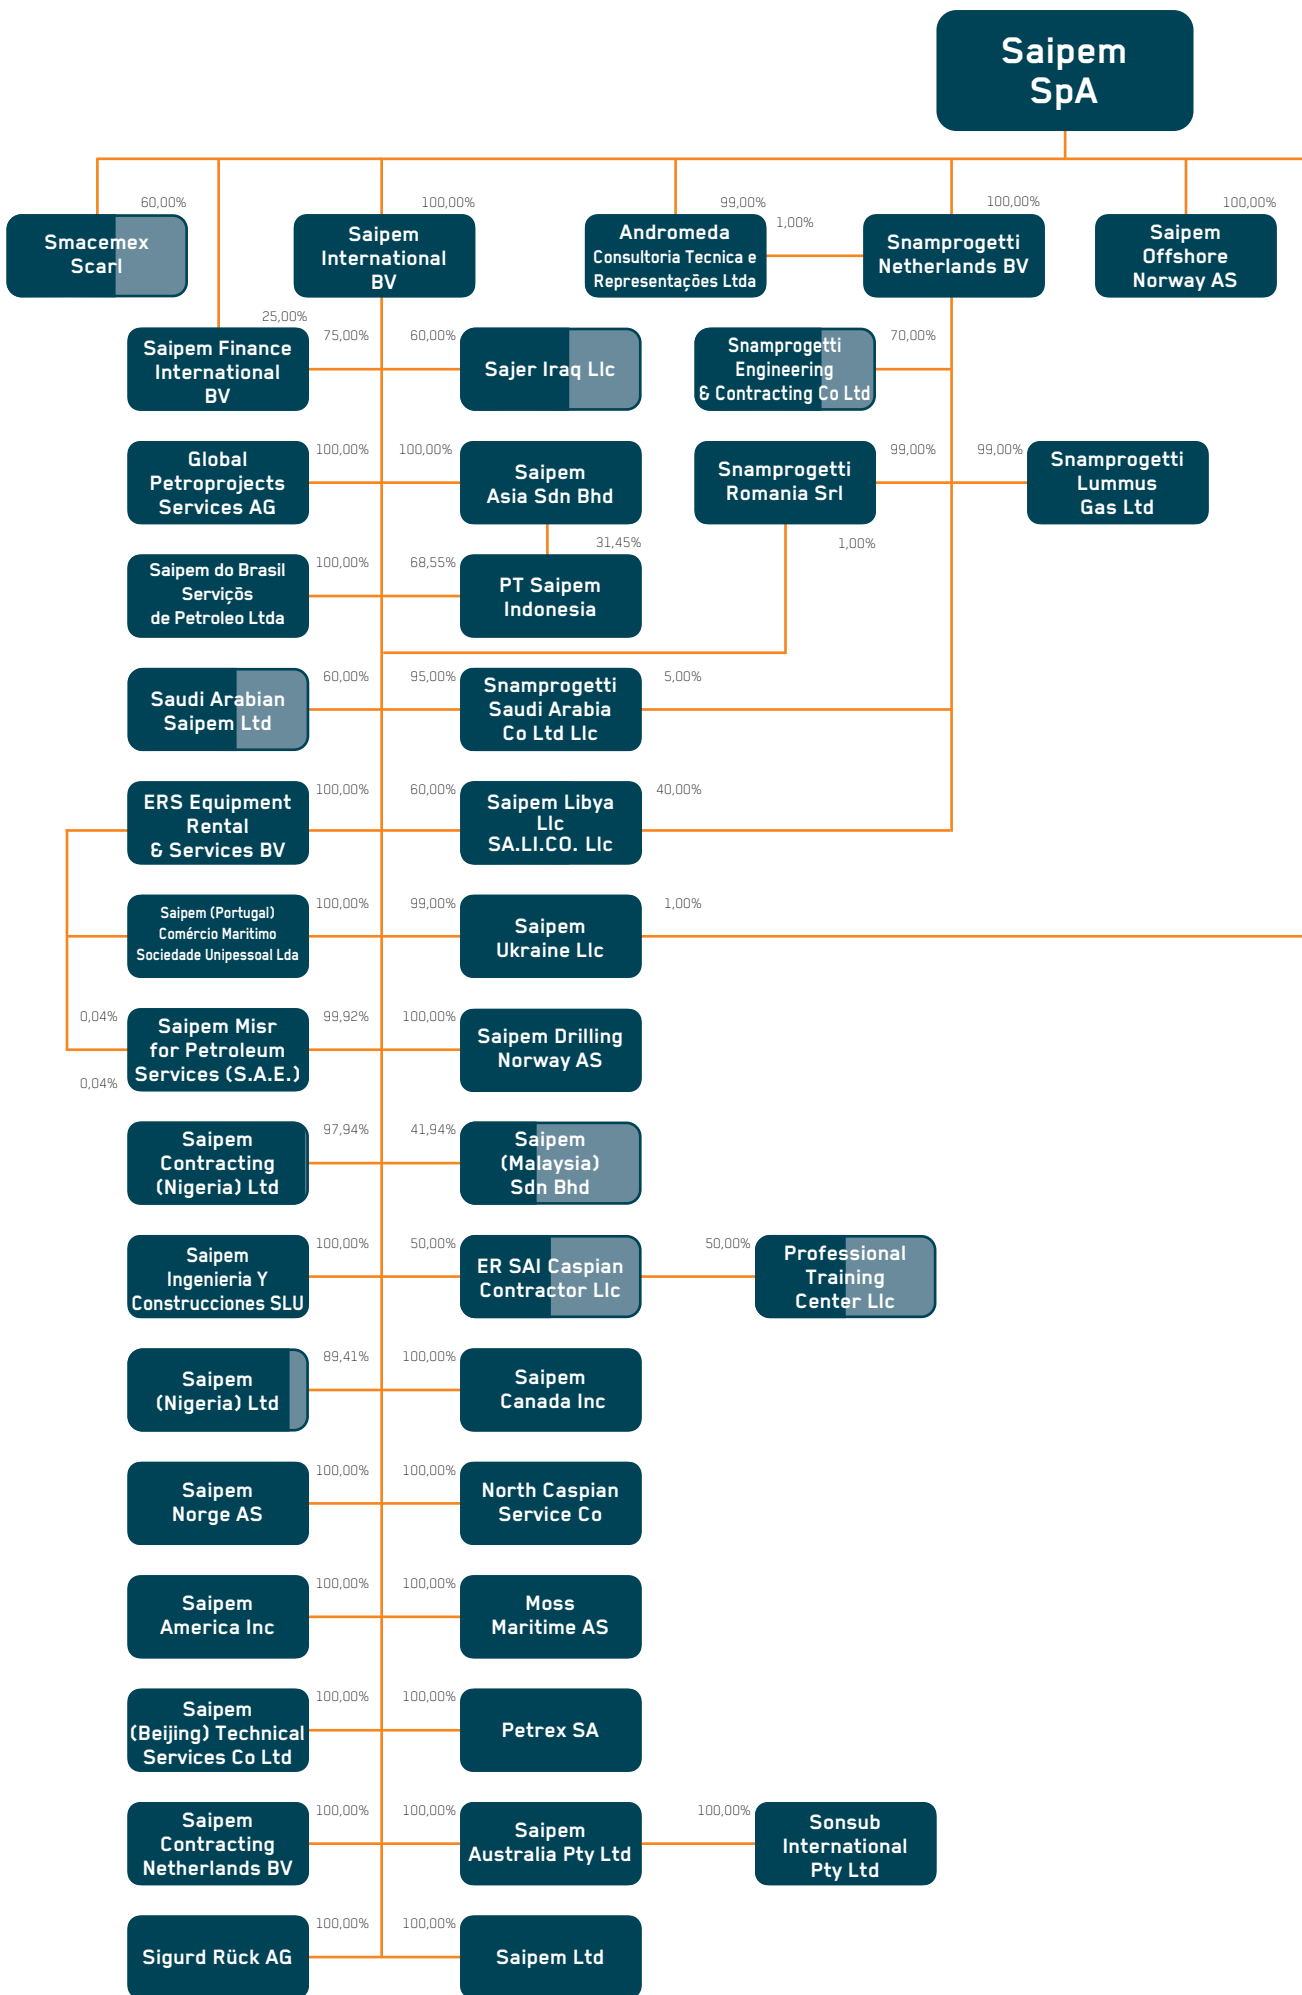 Saipem
SpA
60,00%
100,00%
99,00%
1,00%
100,00%
100,00%
Smacemex
Scarl
Saipem
International
BV
Andromeda
Consultoria Tecnica e
Representações Ltda
Snamprogetti
Netherlands BV
Saipem
Offshore
Norway AS
25,00%
75,00%
60,00%
70,00%
Saipem Finance
International
BV
Sajer Iraq Llc
Snamprogetti
Engineering
& Contracting Co Ltd
100,00%
100,00%
99,00%
99,00%
Global
Petroprojects
Services AG
Saipem
Asia Sdn Bhd
Snamprogetti
Romania Srl
Snamprogetti
Lummus
Gas Ltd
31,45%
1,00%
100,00%
68,55%
Saipem do Brasil
Serviçõs
de Petroleo Ltda
PT Saipem
Indonesia
60,00%
95,00%
5,00%
Saudi Arabian
Saipem Ltd
Snamprogetti
Saudi Arabia
Co Ltd Llc
100,00%
60,00%
40,00%
ERS Equipment
Rental
& Services BV
Saipem Libya
Llc
SA.LI.CO. Llc
100,00%
99,00%
1,00%
Saipem (Portugal)
Comércio Maritimo
Sociedade Unipessoal Lda
Saipem
Ukraine Llc
0,04%
99,92%
100,00%
Saipem Misr
for Petroleum
Services (S.A.E.)
Saipem Drilling
Norway AS
0,04%
97,94%
41,94%
Saipem
Contracting
(Nigeria) Ltd
Saipem
(Malaysia)
Sdn Bhd
100,00%
50,00%
50,00%
Saipem
Ingenieria Y
Construcciones SLU
ER SAI Caspian
Contractor Llc
Professional
Training
Center Llc
89,41%
100,00%
Saipem
(Nigeria) Ltd
Saipem
Canada Inc
100,00%
100,00%
Saipem
Norge AS
North Caspian
Service Co
100,00%
100,00%
Saipem
America Inc
Moss
Maritime AS
100,00%
100,00%
Saipem
(Beijing) Technical
Services Co Ltd
Petrex SA
100,00%
100,00%
100,00%
Saipem
Contracting
Netherlands BV
Saipem
Australia Pty Ltd
Sonsub
International
Pty Ltd
100,00%
100,00%
Sigurd Rück AG
Saipem Ltd